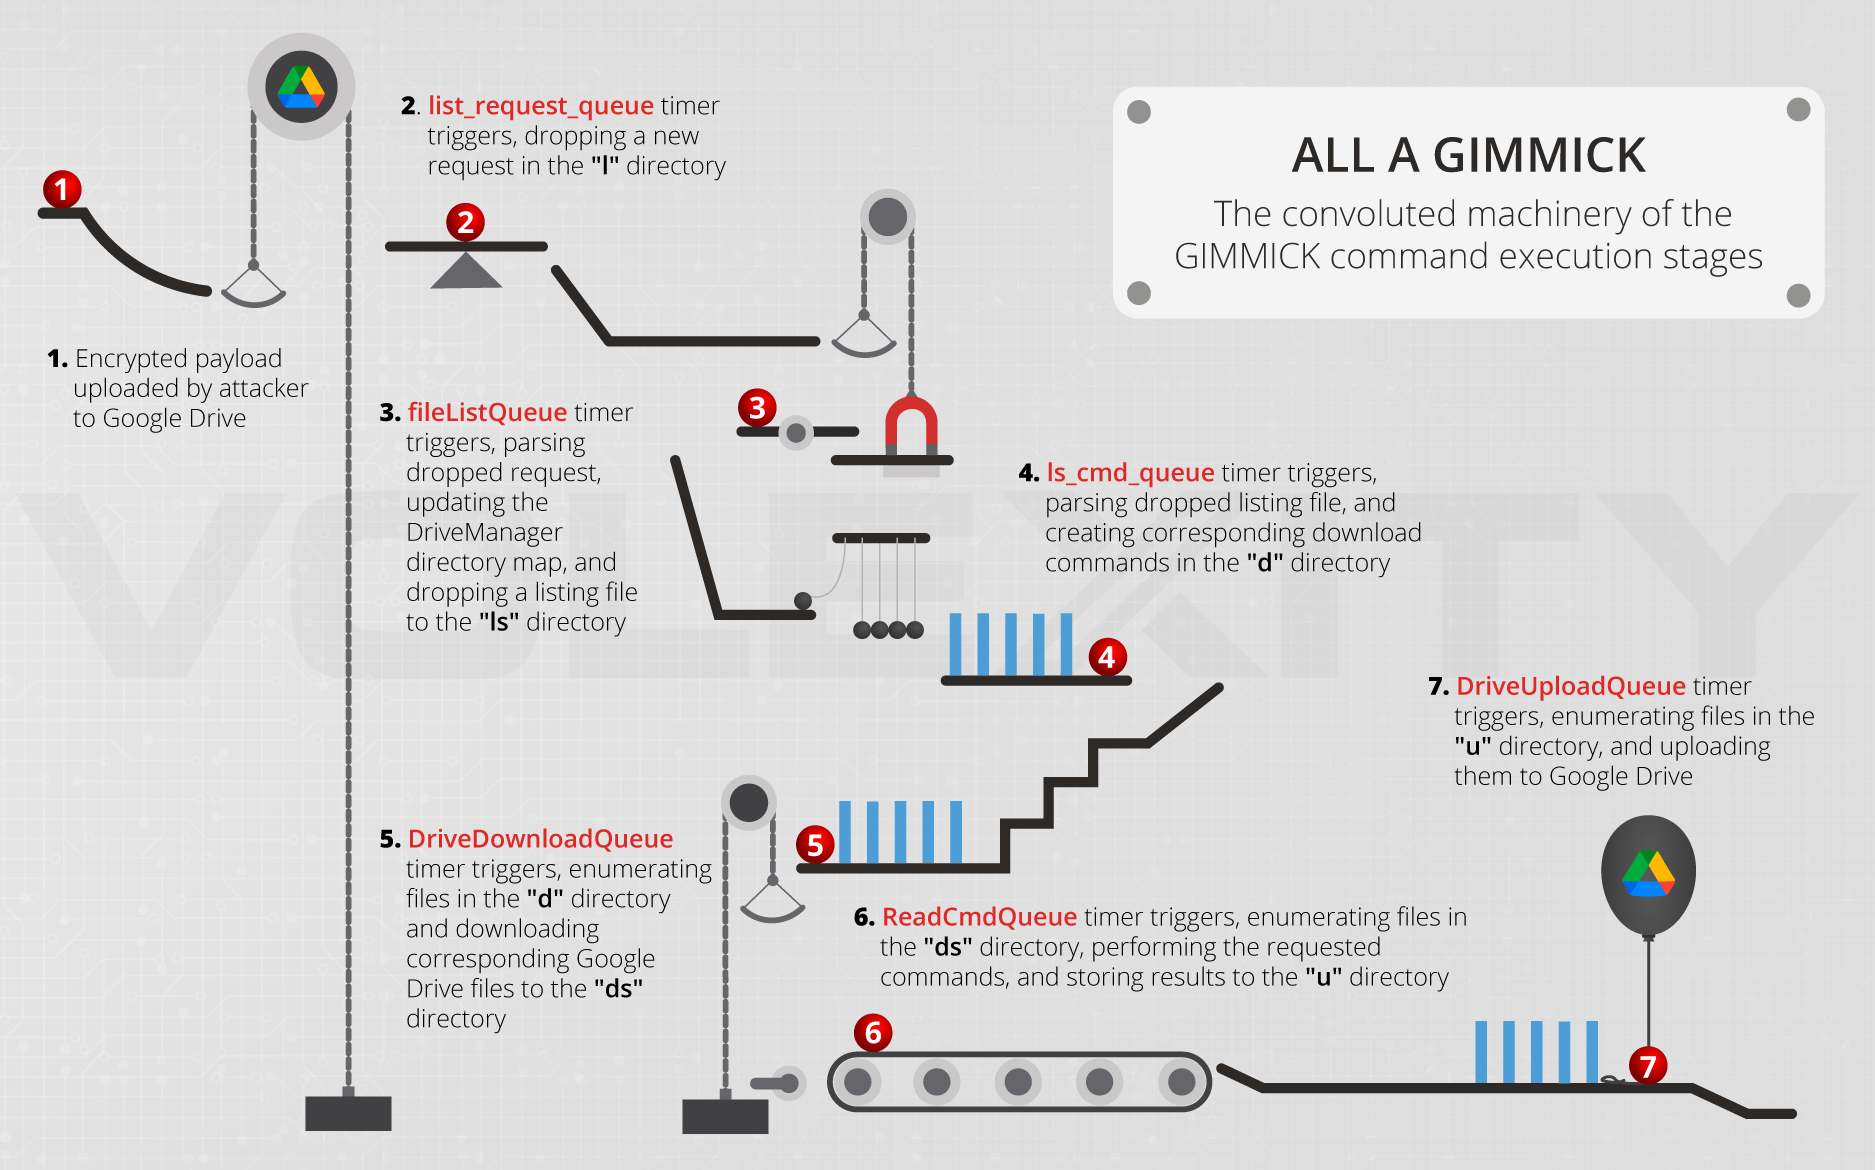 ALL A GIMMICK
The convoluted machinery of the
GIMMICK command execution stages
1
1. Encrypted payload
uploaded by attacker
to Google Drive
2. list_request_queue timer
triggers, dropping a new
request in the "l" directory
2
3. fileListQueue timer
triggers, parsing
dropped request,
updating the
DriveManager
directory map, and
dropping a listing file
to the "ls" directory
3
4. ls_cmd_queue timer triggers,
parsing dropped listing file, and
creating corresponding download
commands in the "d" directory
4
5. DriveDownloadQueue
timer triggers, enumerating
files in the "d" directory
and downloading
corresponding Google
Drive files to the "ds"
directory
5
6. ReadCmdQueue timer triggers, enumerating files in
the "ds" directory, performing the requested
commands, and storing results to the "u" directory
6
7. DriveUploadQueue timer
triggers, enumerating files in the
"u" directory, and uploading
them to Google Drive
7
VOLEXITY